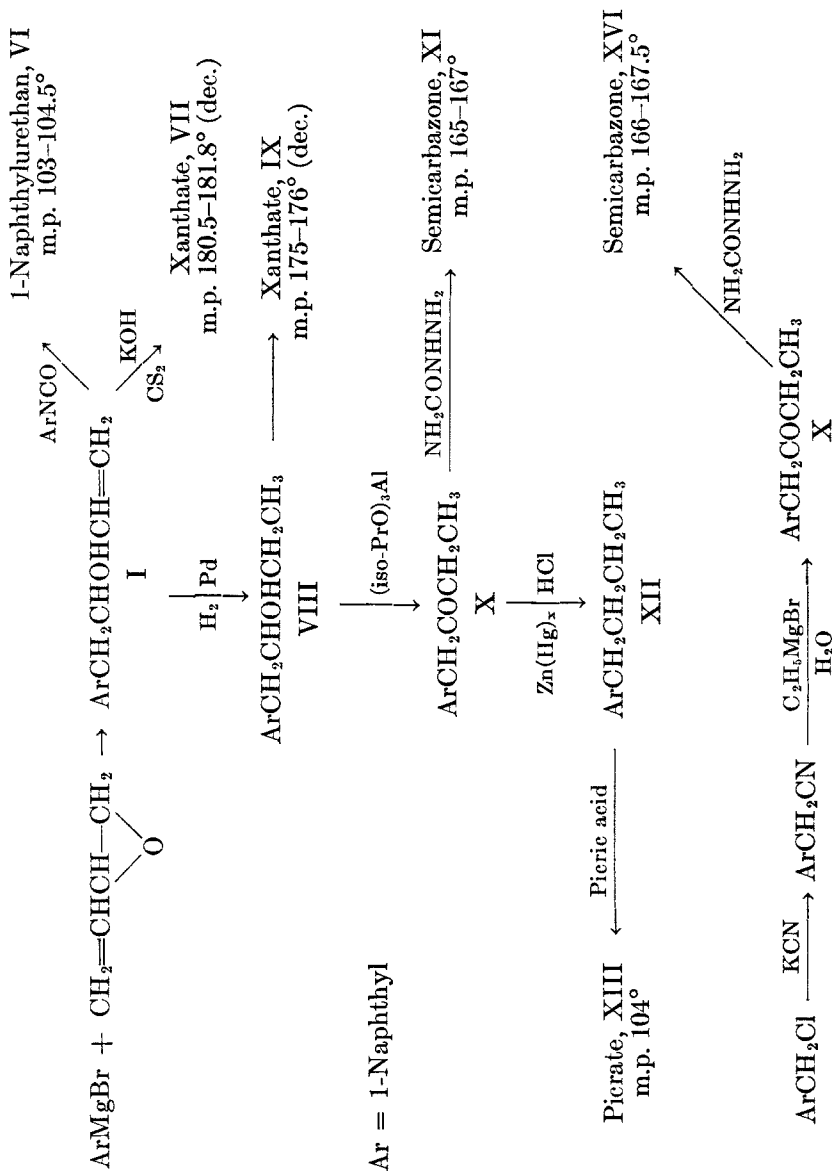 ArMgBr + CH₂=CHCH—CH₂ → ArCH₂CHOHCH=CH₂
O
I
ArNCO
1-Naphthylurethan, VI
m.p. 103–104.5°
KOH
CS₂
Xanthate, VII
m.p. 180.5–181.8° (dec.)
H₂ | Pd
ArCH₂CHOHCH₂CH₃
VIII
Xanthate, IX
m.p. 175–176° (dec.)
(iso-PrO)₃Al
ArCH₂COCH₂CH₃
X
NH₂CONHNH₂
Semicarbazone, XI
m.p. 165–167°
Zn(Hg)ₓ | HCl
ArCH₂CH₂CH₂CH₃
XII
Picric acid
Picrate, XIII
m.p. 104°
Ar = 1-Naphthyl
ArCH₂Cl
KCN
ArCH₂CN
C₂H₅MgBr
H₂O
ArCH₂COCH₂CH₃
X
NH₂CONHNH₂
Semicarbazone, XVI
m.p. 166–167.5°